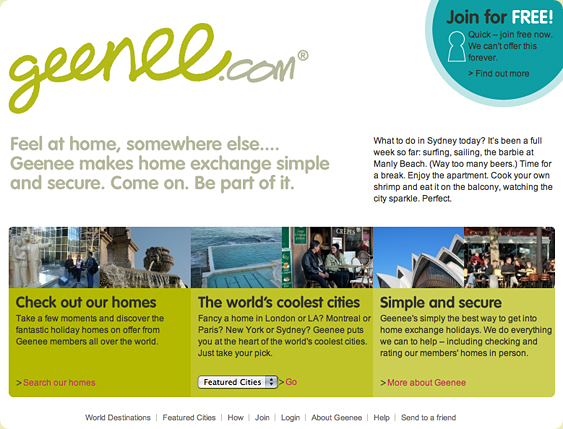 geenee.com®
Join for FREE!
Quick – join free now.
We can't offer this
forever.
> Find out more
Feel at home, somewhere else....
Geenee makes home exchange simple
and secure. Come on. Be part of it.
What to do in Sydney today? It's been a full
week so far: surfing, sailing, the barbie at
Manly Beach. (Way too many beers.) Time for
a break. Enjoy the apartment. Cook your own
shrimp and eat it on the balcony, watching the
city sparkle. Perfect.
CRÊPES
Check out our homes
Take a few moments and discover the
fantastic holiday homes on offer from
Geenee members all over the world.
> Search our homes
The world's coolest cities
Fancy a home in London or LA? Montreal or
Paris? New York or Sydney? Geenee puts
you at the heart of the world's coolest cities.
Just take your pick.
Featured Cities > Go
Simple and secure
Geenee's simply the best way to get into
home exchange holidays. We do everything
we can to help – including checking and
rating our members' homes in person.
> More about Geenee
World Destinations | Featured Cities | How | Join | Login | About Geenee | Help | Send to a friend